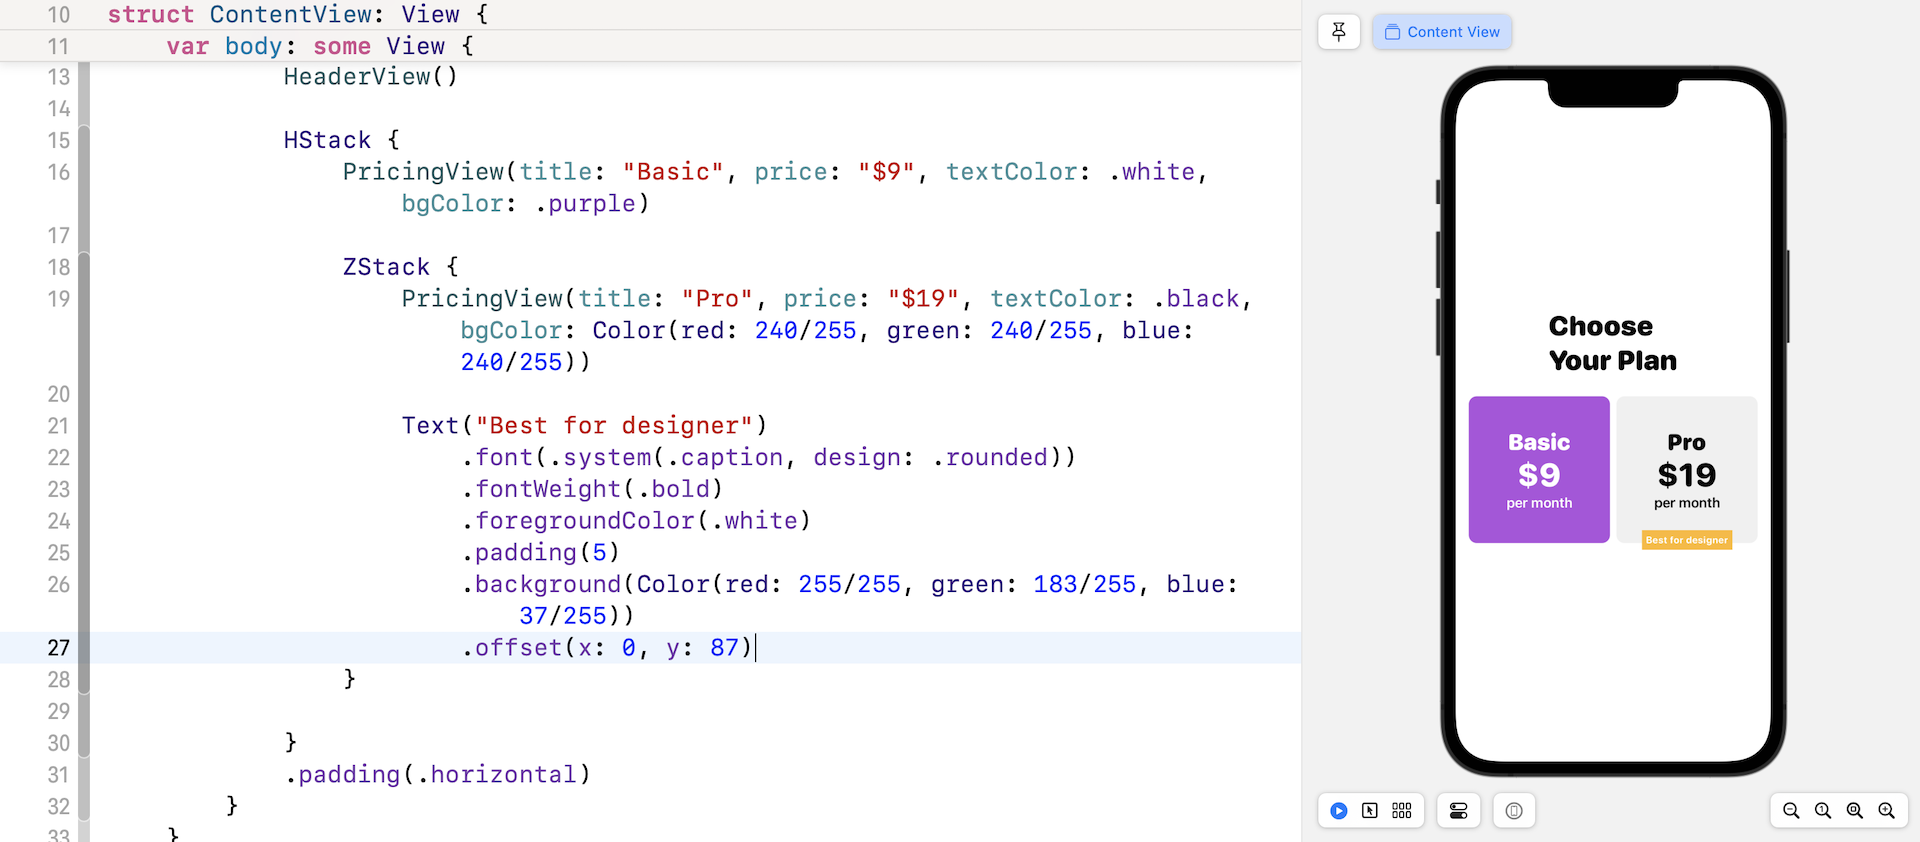 10 struct ContentView: View {
11 var body: some View {
13 HeaderView()
14
15 HStack {
16 PricingView(title: "Basic", price: "$9", textColor: .white,
bgColor: .purple)
17
18 ZStack {
19 PricingView(title: "Pro", price: "$19", textColor: .black,
bgColor: Color(red: 240/255, green: 240/255, blue:
240/255))
20
21 Text("Best for designer")
22 .font(.system(.caption, design: .rounded))
23 .fontWeight(.bold)
24 .foregroundColor(.white)
25 .padding(5)
26 .background(Color(red: 255/255, green: 183/255, blue:
37/255))
27 .offset(x: 0, y: 87)
28 }
29
30 }
31 .padding(.horizontal)
32 }
33 }
Content View
Choose
Your Plan
Basic
$9
per month
Pro
$19
per month
Best for designer